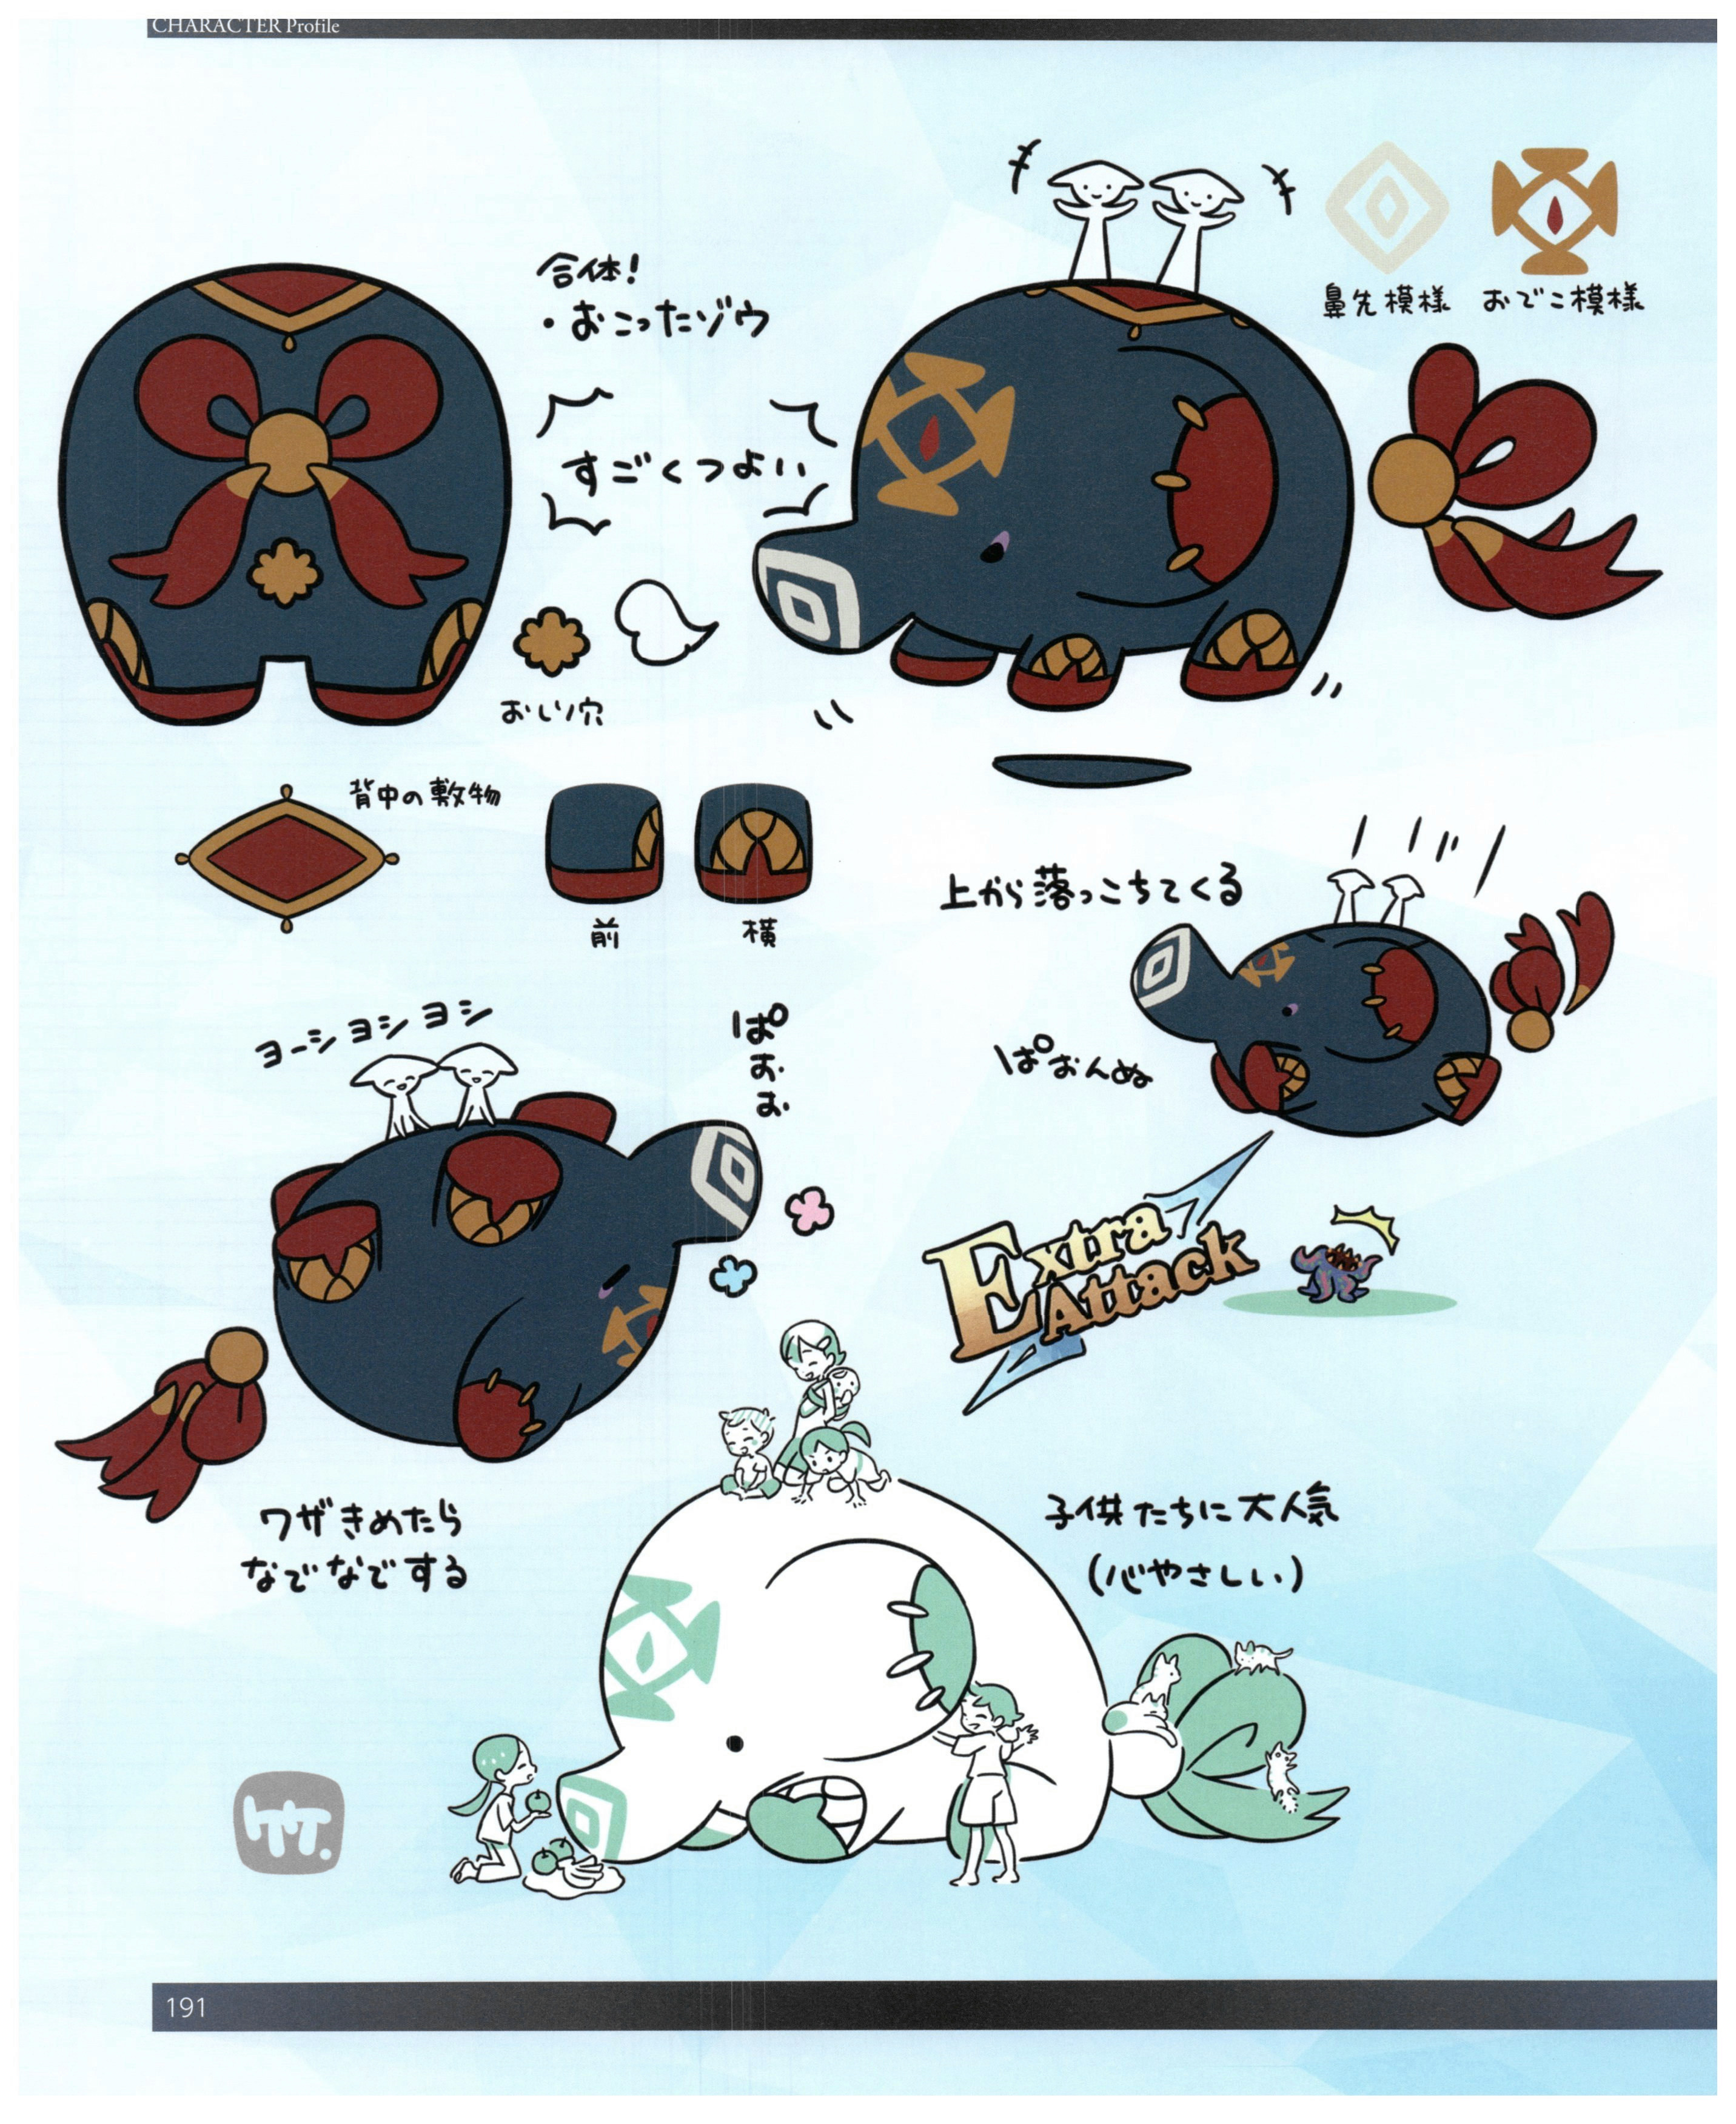 CHARACTER Profile
合体!
・おこったゾウ
すごくつよい
鼻先模様
おでこ模様
おしり穴
背中の敷物
前
横
上から落っこちてくる
ぱおんぬ
ヨーシヨシヨシ
ぱおお
Extra
Attack
ワザきめたら
なでなでする
子供たちに大人気
(心やさしい)
竹.
191